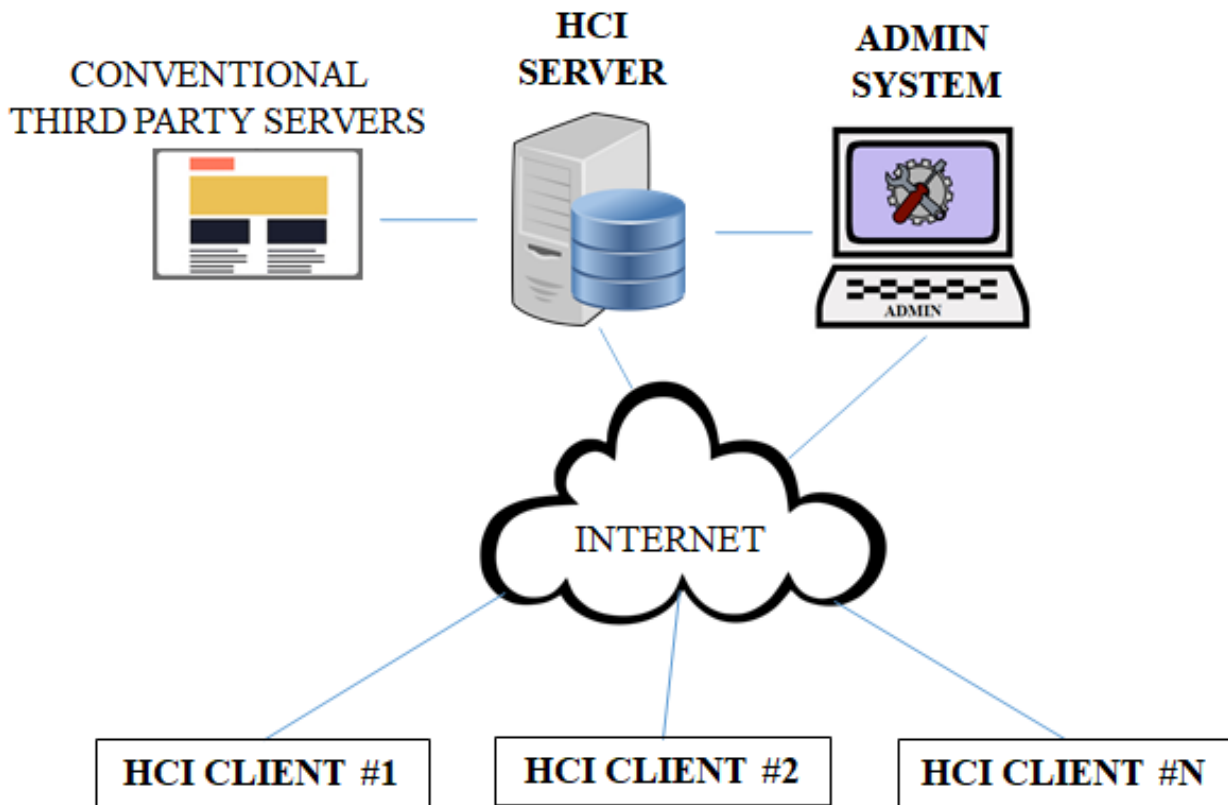 CONVENTIONAL
THIRD PARTY SERVERS
HCI
SERVER
ADMIN
SYSTEM
ADMIN
INTERNET
HCI CLIENT #1
HCI CLIENT #2
HCI CLIENT #N